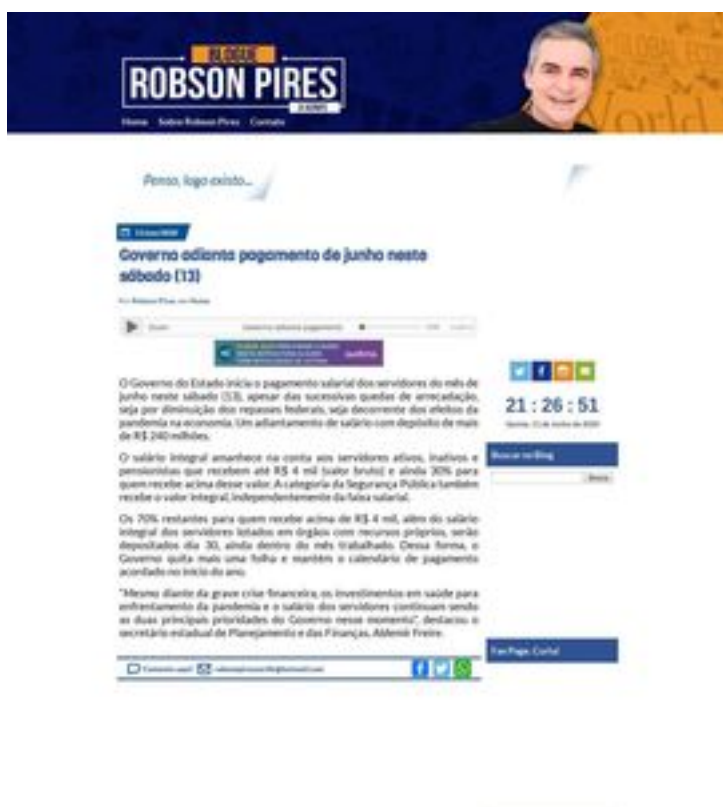 BLOGUE
ROBSON PIRES
Home Sobre Robson Pires Contato
Penso, logo existo...
Governo adianta pagamento de junho neste
sábado (13)
Por Robson Pires, em Notas
Governo adianta pagamento
O Governo do Estado inicia o pagamento salarial dos servidores do mês de
junho neste sábado (13), apesar das sucessivas quedas de arrecadação,
seja por diminuição dos repasses federais, seja decorrente dos efeitos da
pandemia na economia. Um adiantamento de salário com depósito de mais
de R$ 240 milhões.
O salário integral amanhece na conta aos servidores ativos, inativos e
pensionistas que recebem até R$ 4 mil (valor bruto) e ainda 30% para
quem recebe acima desse valor. A categoria da Segurança Pública também
recebe o valor integral, independentemente da faixa salarial.
Os 70% restantes para quem recebe acima de R$ 4 mil, além do salário
integral dos servidores lotados em órgãos com recursos próprios, serão
depositados dia 30, ainda dentro do mês trabalhado. Dessa forma, o
Governo quita mais uma folha e mantém o calendário de pagamento
acordado no início do ano.
"Mesmo diante da grave crise financeira, os investimentos em saúde para
enfrentamento da pandemia e o salário dos servidores continuam sendo
as duas principais prioridades do Governo nesse momento", destacou o
secretário estadual de Planejamento e das Finanças, Aldemir Freire.
Comente aqui
21 : 26 : 51
Buscar no Blog
Busca
Fan Page. Curta!